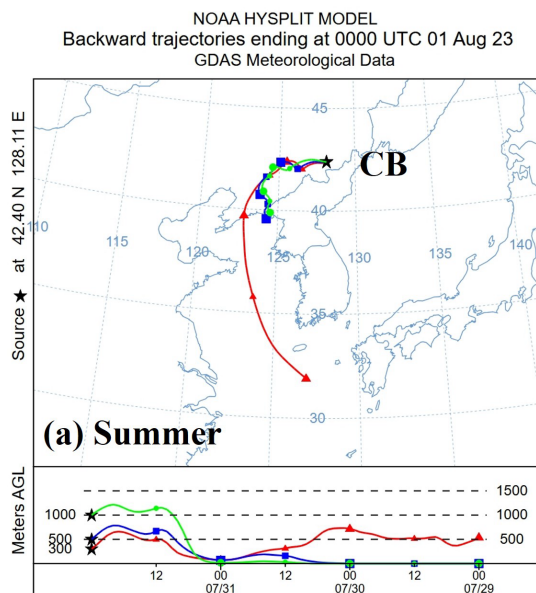 NOAA HYSPLIT MODEL
Backward trajectories ending at 0000 UTC 01 Aug 23
GDAS Meteorological Data
Source ★ at 42.40 N 128.11 E
45
CB
40
110
115
120
125
130
135
140
35
30
(a) Summer
Meters AGL
1500
1000
1000
500
500
300
12 00 12 00 12 00
07/31 07/30 07/29